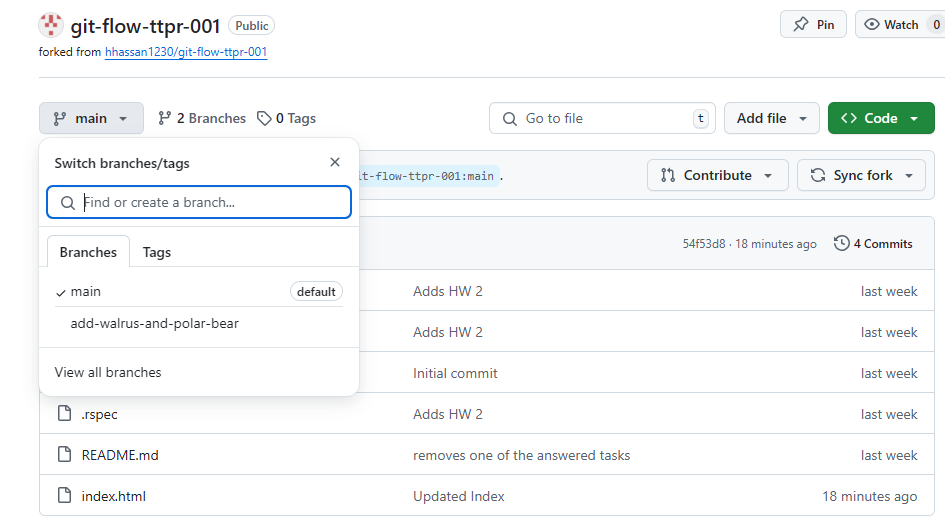 git-flow-ttpr-001 Public Pin Watch 0
forked from hhassan1230/git-flow-ttpr-001
main 2 Branches 0 Tags Go to file t Add file Code
Switch branches/tags
git-flow-ttpr-001:main. Contribute Sync fork
Find or create a branch...
Branches Tags
54f53d8 · 18 minutes ago 4 Commits
main default
Adds HW 2 last week
add-walrus-and-polar-bear
Adds HW 2 last week
View all branches
Initial commit last week
.rspec Adds HW 2 last week
README.md removes one of the answered tasks last week
index.html Updated Index 18 minutes ago